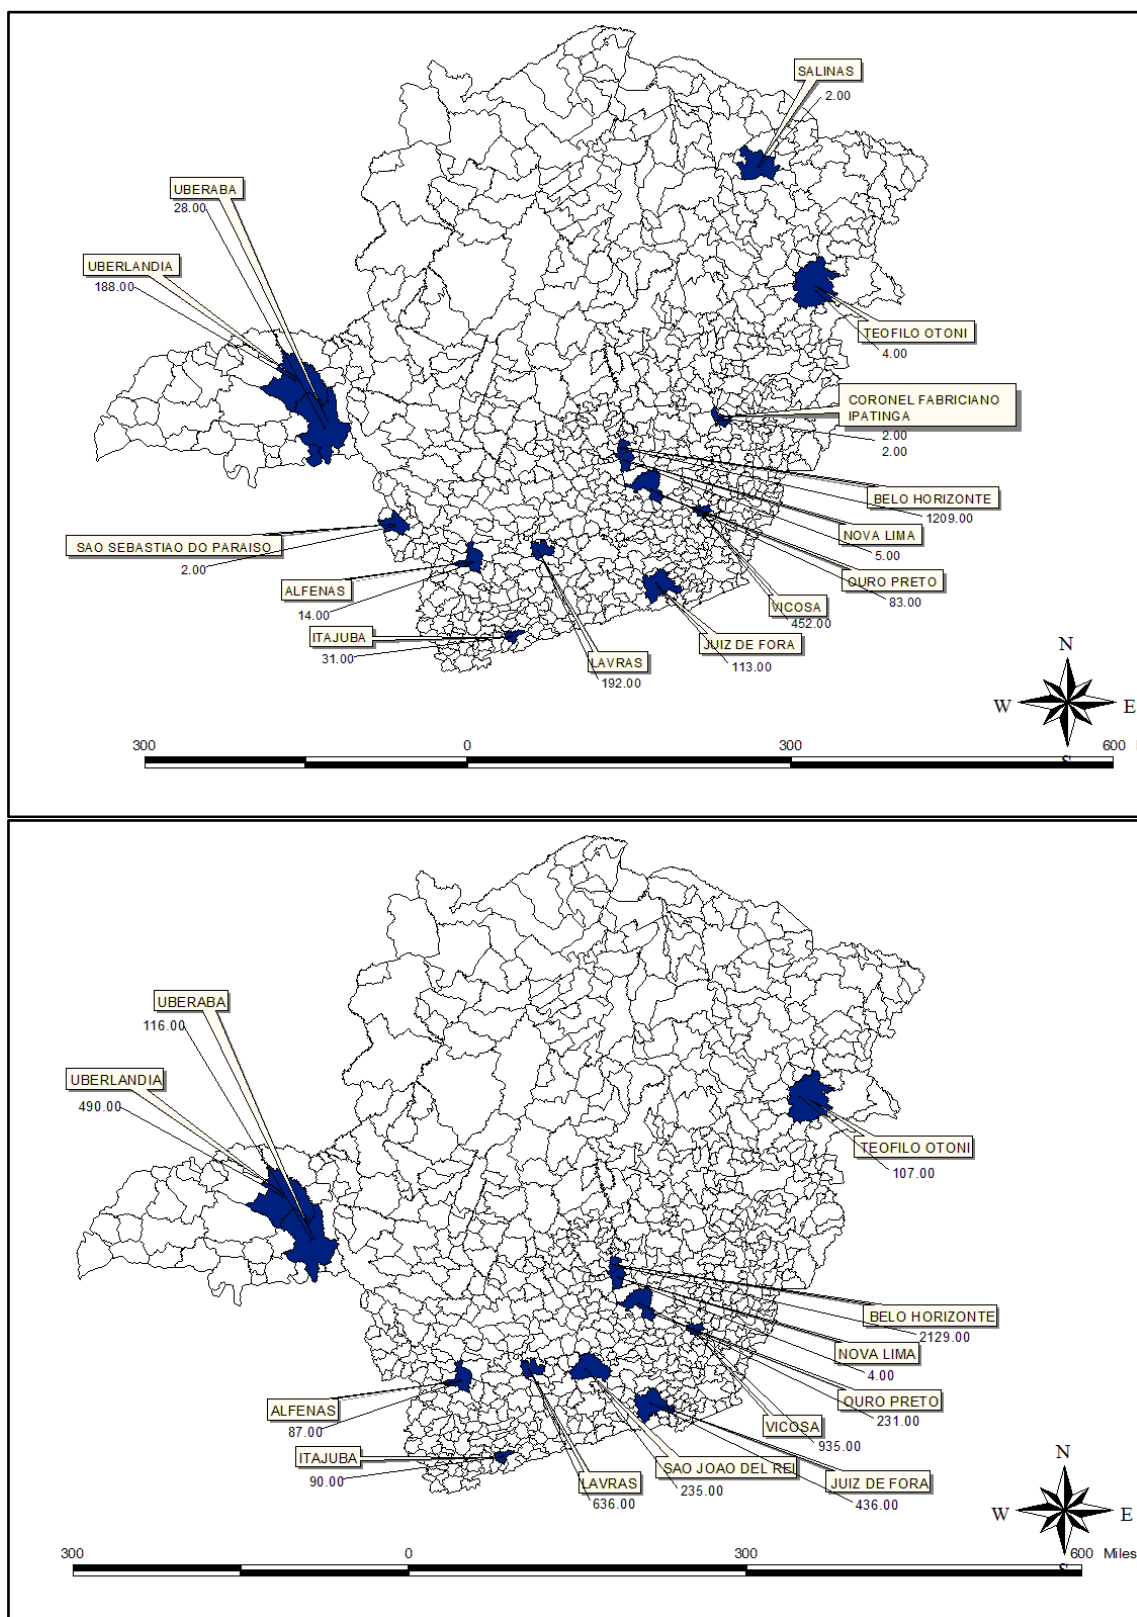 SALINAS
2.00
UBERABA
28.00
UBERLANDIA
188.00
TEOFILO OTONI
4.00
CORONEL FABRICIANO
IPATINGA
2.00
2.00
BELO HORIZONTE
1209.00
NOVA LIMA
5.00
SAO SEBASTIAO DO PARAISO
2.00
OURO PRETO
83.00
ALFENAS
14.00
VICOSA
452.00
ITAJUBA
31.00
JUIZ DE FORA
113.00
LAVRAS
192.00
N
W E
S
300 0 300 600
UBERABA
116.00
UBERLANDIA
490.00
TEOFILO OTONI
107.00
BELO HORIZONTE
2129.00
NOVA LIMA
4.00
OURO PRETO
231.00
ALFENAS
87.00
VICOSA
935.00
ITAJUBA
90.00
SAO JOAO DEL REI
235.00
LAVRAS
636.00
JUIZ DE FORA
436.00
N
W E
S
300 0 300 600 Miles